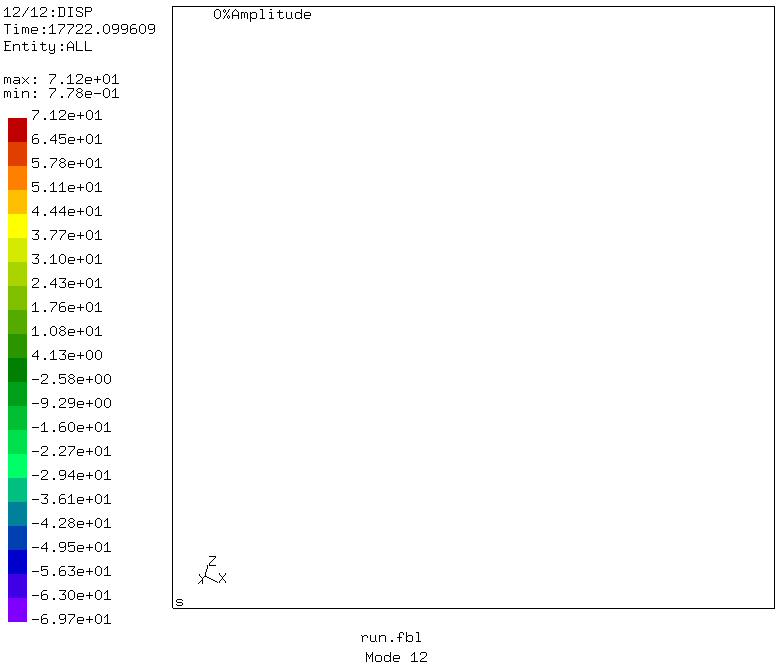 12/12:DISP
Time:17722.099609
Entity:ALL
max: 7.12e+01
min: 7.78e-01
7.12e+01
6.45e+01
5.78e+01
5.11e+01
4.44e+01
3.77e+01
3.10e+01
2.43e+01
1.76e+01
1.08e+01
4.13e+00
-2.58e+00
-9.29e+00
-1.60e+01
-2.27e+01
-2.94e+01
-3.61e+01
-4.28e+01
-4.95e+01
-5.63e+01
-6.30e+01
-6.97e+01
0%Amplitude
Z
Y X
s
run.fbl
Mode 12